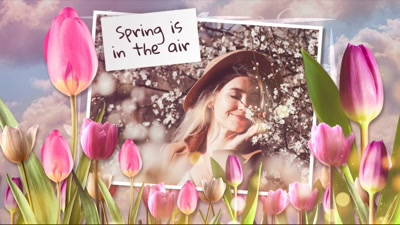 Spring is
in the air